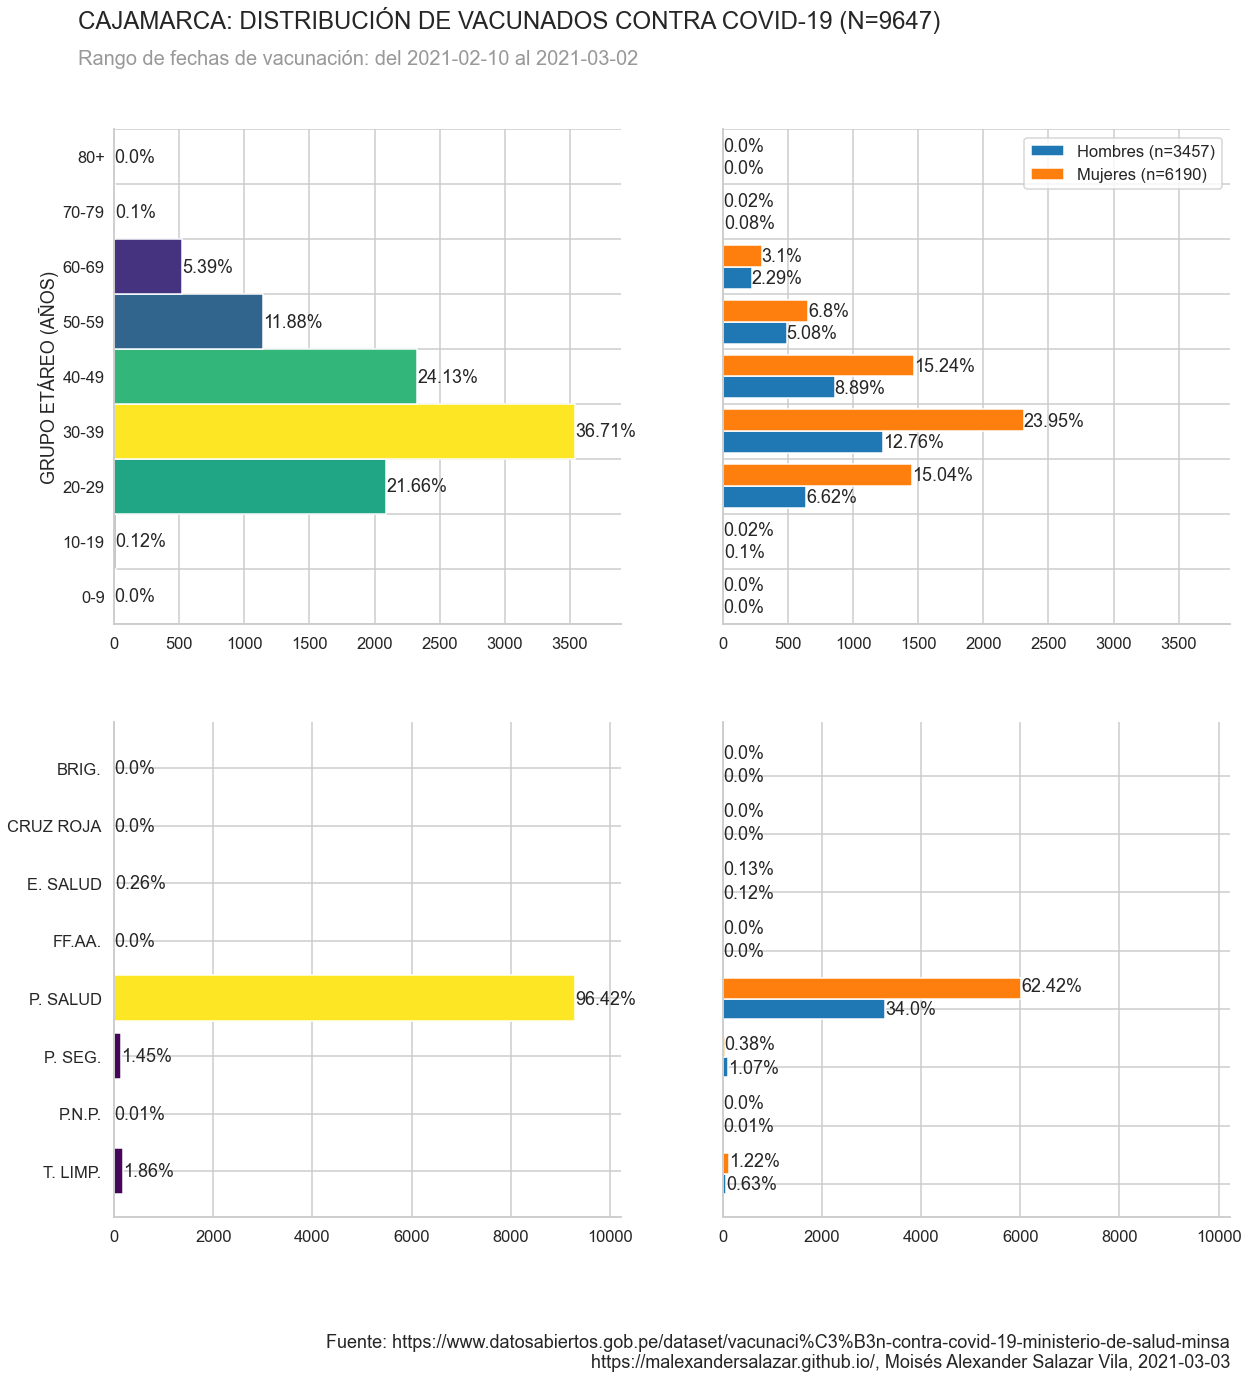 CAJAMARCA: DISTRIBUCIÓN DE VACUNADOS CONTRA COVID-19 (N=9647)
Rango de fechas de vacunación: del 2021-02-10 al 2021-03-02
GRUPO ETÁREO (AÑOS)
80+ 0.0%
70-79 0.1%
60-69 5.39%
50-59 11.88%
40-49 24.13%
30-39 36.71%
20-29 21.66%
10-19 0.12%
0-9 0.0%
0 500 1000 1500 2000 2500 3000 3500
Hombres (n=3457)
Mujeres (n=6190)
0.0%
0.0%
0.02%
0.08%
3.1%
2.29%
6.8%
5.08%
15.24%
8.89%
23.95%
12.76%
15.04%
6.62%
0.02%
0.1%
0.0%
0.0%
0 500 1000 1500 2000 2500 3000 3500
BRIG. 0.0%
CRUZ ROJA 0.0%
E. SALUD 0.26%
FF.AA. 0.0%
P. SALUD 96.42%
P. SEG. 1.45%
P.N.P. 0.01%
T. LIMP. 1.86%
0 2000 4000 6000 8000 10000
0.0%
0.0%
0.0%
0.0%
0.13%
0.12%
0.0%
0.0%
62.42%
34.0%
0.38%
1.07%
0.0%
0.01%
1.22%
0.63%
0 2000 4000 6000 8000 10000
Fuente: https://www.datosabiertos.gob.pe/dataset/vacunaci%C3%B3n-contra-covid-19-ministerio-de-salud-minsa
https://malexandersalazar.github.io/, Moisés Alexander Salazar Vila, 2021-03-03